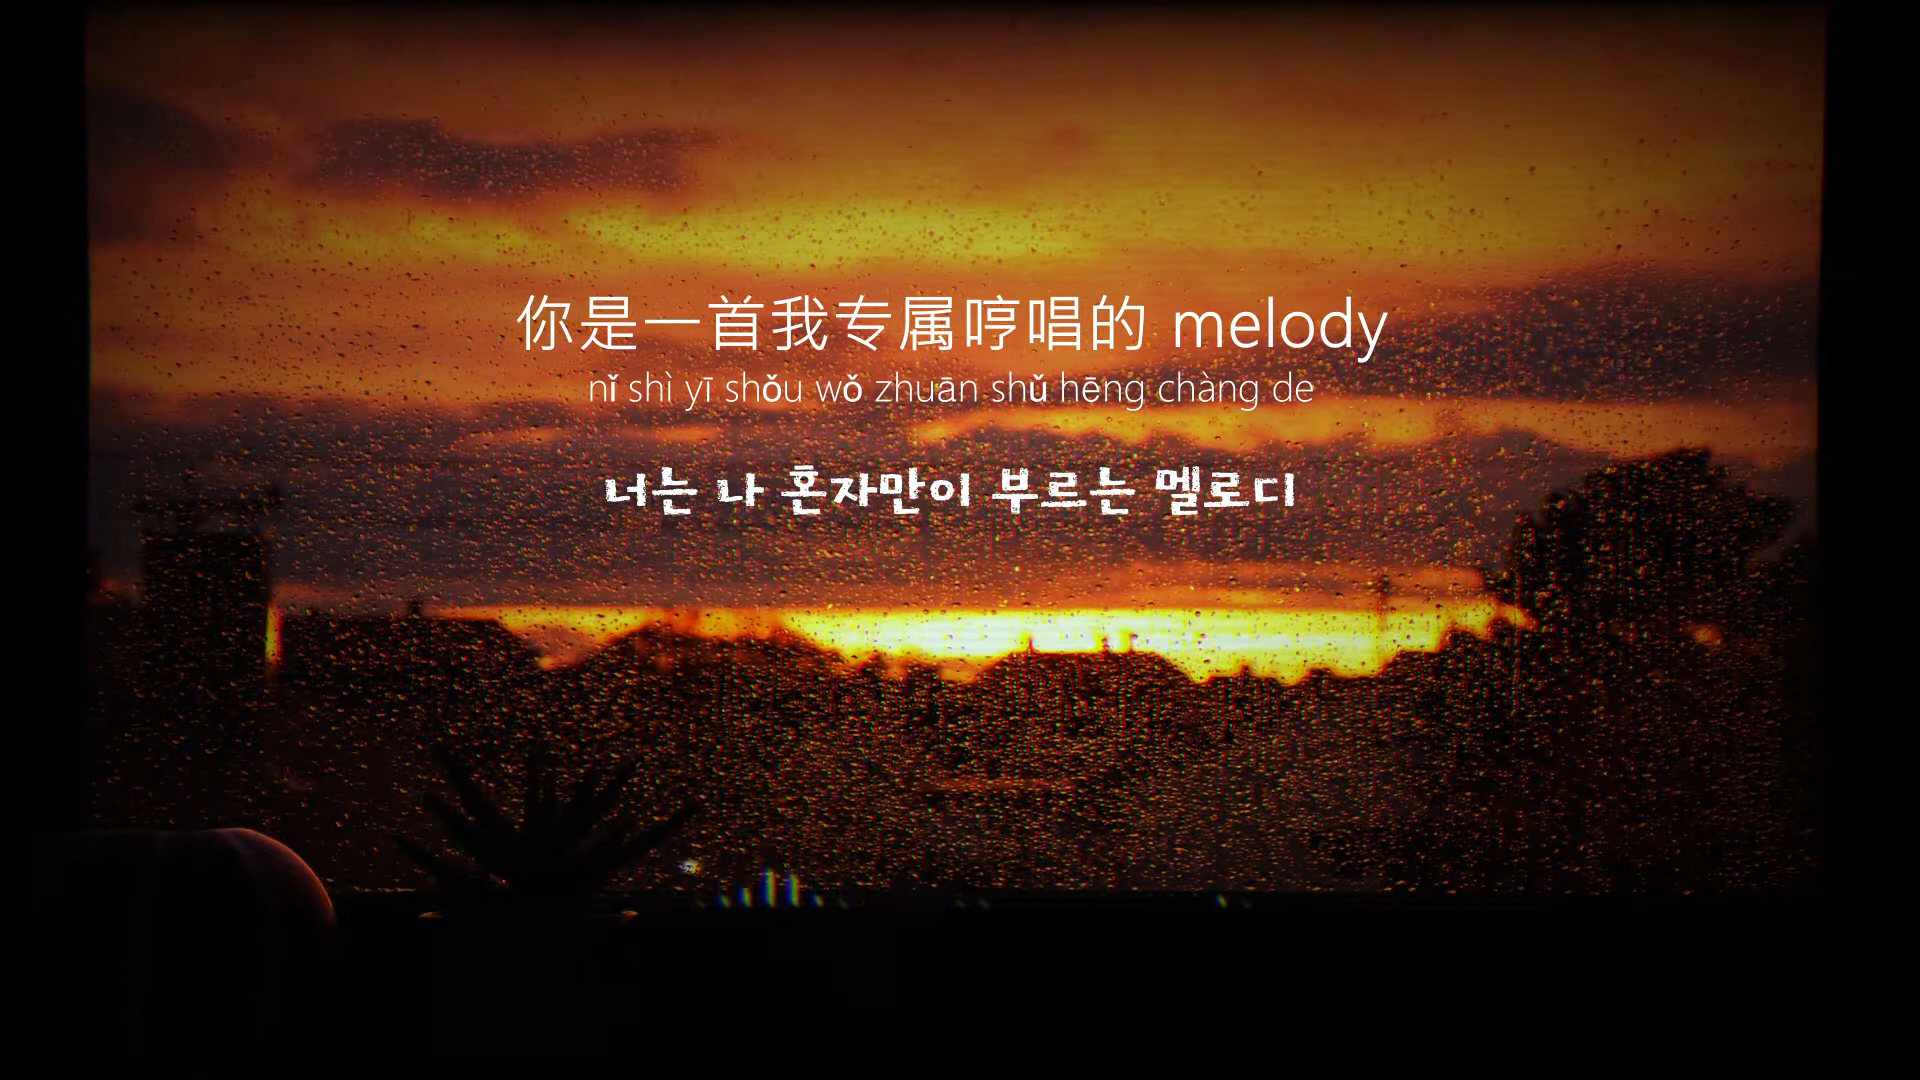 你是一首我专属哼唱的 melody
nǐ shì yī shǒu wǒ zhuān shǔ hēng chàng de
너는 나 혼자만이 부르는 멜로디